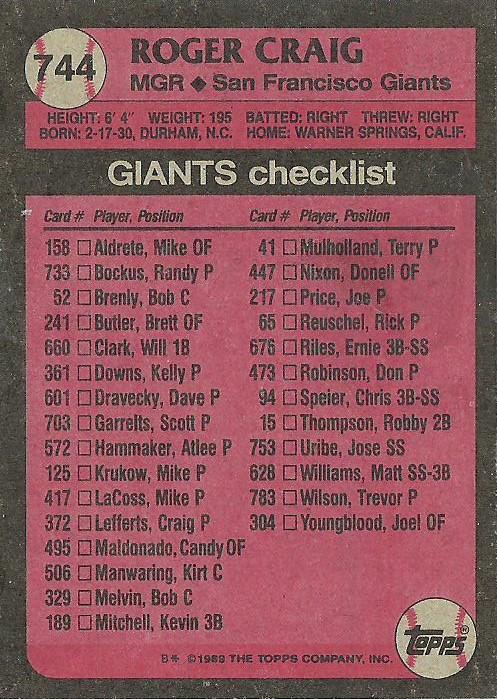 744
ROGER CRAIG
MGR ◆ San Francisco Giants
HEIGHT: 6' 4" WEIGHT: 195 BATTED: RIGHT THREW: RIGHT
BORN: 2-17-30, DURHAM, N.C. HOME: WARNER SPRINGS, CALIF.
GIANTS checklist
Card # Player, Position
158 □ Aldrete, Mike OF
733 □ Bockus, Randy P
52 □ Brenly, Bob C
241 □ Butler, Brett OF
660 □ Clark, Will 1B
361 □ Downs, Kelly P
601 □ Dravecky, Dave P
703 □ Garrelts, Scott P
572 □ Hammaker, Atlee P
125 □ Krukow, Mike P
417 □ LaCoss, Mike P
372 □ Lefferts, Craig P
495 □ Maldonado, Candy OF
506 □ Manwaring, Kirt C
329 □ Melvin, Bob C
189 □ Mitchell, Kevin 3B
Card # Player, Position
41 □ Mulholland, Terry P
447 □ Nixon, Donell OF
217 □ Price, Joe P
65 □ Reuschel, Rick P
676 □ Riles, Ernie 3B-SS
473 □ Robinson, Don P
94 □ Speier, Chris 3B-SS
15 □ Thompson, Robby 2B
753 □ Uribe, Jose SS
628 □ Williams, Matt SS-3B
783 □ Wilson, Trevor P
304 □ Youngblood, Joel OF
B* ©1989 THE TOPPS COMPANY, INC.
TOPPS®